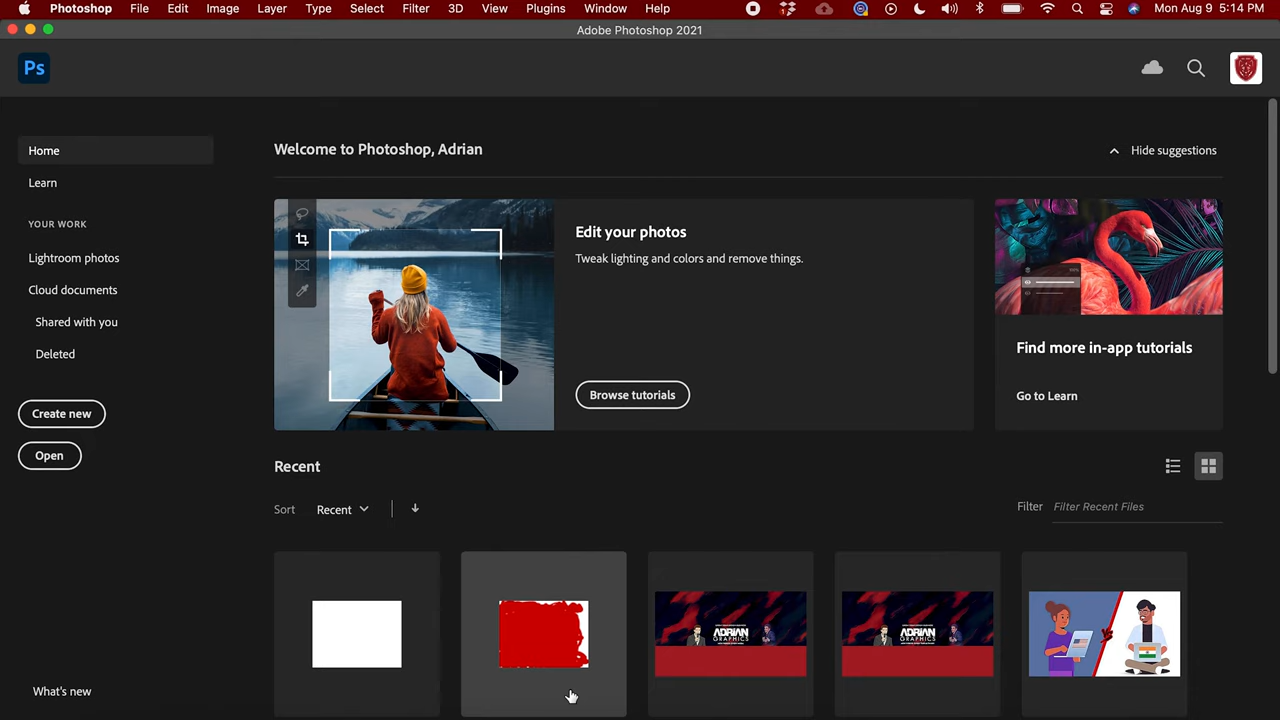 Photoshop File Edit Image Layer Type Select Filter 3D View Plugins Window Help Mon Aug 9 5:14 PM
Adobe Photoshop 2021
Ps
Home
Welcome to Photoshop, Adrian
Hide suggestions
Learn
YOUR WORK
Lightroom photos
Cloud documents
Shared with you
Deleted
Create new
Open
Edit your photos
Tweak lighting and colors and remove things.
Browse tutorials
Find more in-app tutorials
Go to Learn
Recent
Sort Recent
Filter Filter Recent Files
ADRIAN
GRAPHICS
ADRIAN
GRAPHICS
What's new